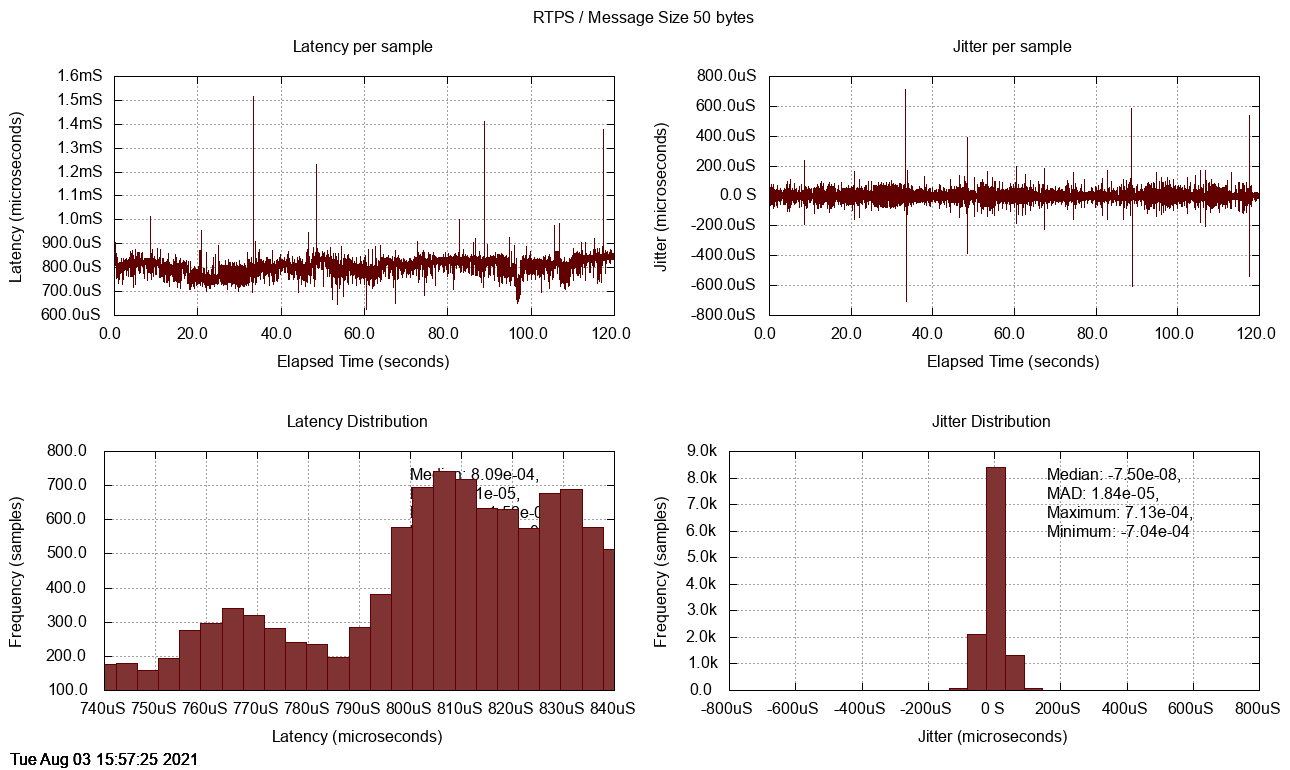 RTPS / Message Size 50 bytes
Latency per sample
Latency (microseconds)
1.6mS
1.5mS
1.4mS
1.3mS
1.2mS
1.1mS
1.0mS
900.0uS
800.0uS
700.0uS
600.0uS
0.0 20.0 40.0 60.0 80.0 100.0 120.0
Elapsed Time (seconds)
Jitter per sample
Jitter (microseconds)
800.0uS
600.0uS
400.0uS
200.0uS
0.0 S
-200.0uS
-400.0uS
-600.0uS
-800.0uS
0.0 20.0 40.0 60.0 80.0 100.0 120.0
Elapsed Time (seconds)
Latency Distribution
Frequency (samples)
800.0
700.0
600.0
500.0
400.0
300.0
200.0
100.0
Median: 8.09e-04,
740uS 750uS 760uS 770uS 780uS 790uS 800uS 810uS 820uS 830uS 840uS
Latency (microseconds)
Jitter Distribution
Frequency (samples)
9.0k
8.0k
7.0k
6.0k
5.0k
4.0k
3.0k
2.0k
1.0k
0.0
Median: -7.50e-08,
MAD: 1.84e-05,
Maximum: 7.13e-04,
Minimum: -7.04e-04
-800uS -600uS -400uS -200uS 0 S 200uS 400uS 600uS 800uS
Jitter (microseconds)
Tue Aug 03 15:57:25 2021